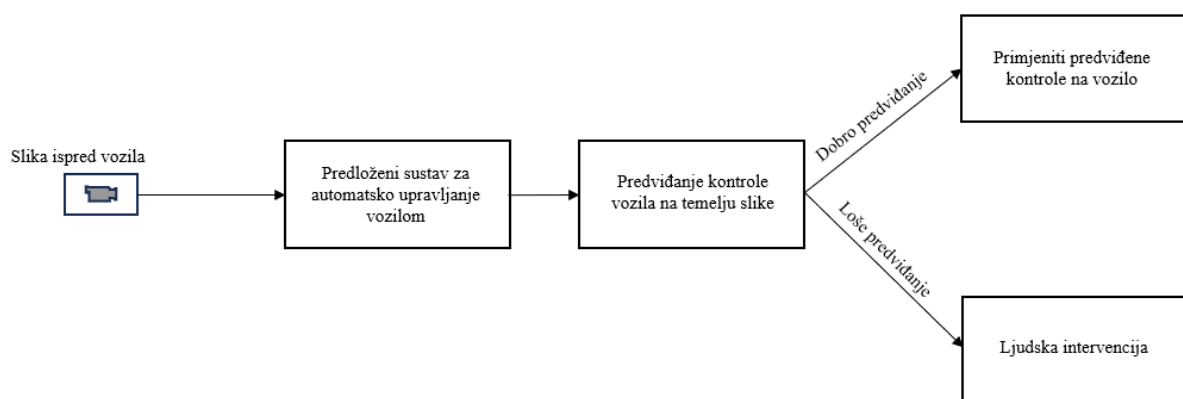 Slika ispred vozila
Predloženi sustav za
automatsko upravljanje
vozilom
Predviđanje kontrole
vozila na temelju slike
Dobro predviđanje
Loše predviđanje
Primjeniti predviđene
kontrole na vozilo
Ljudska intervencija